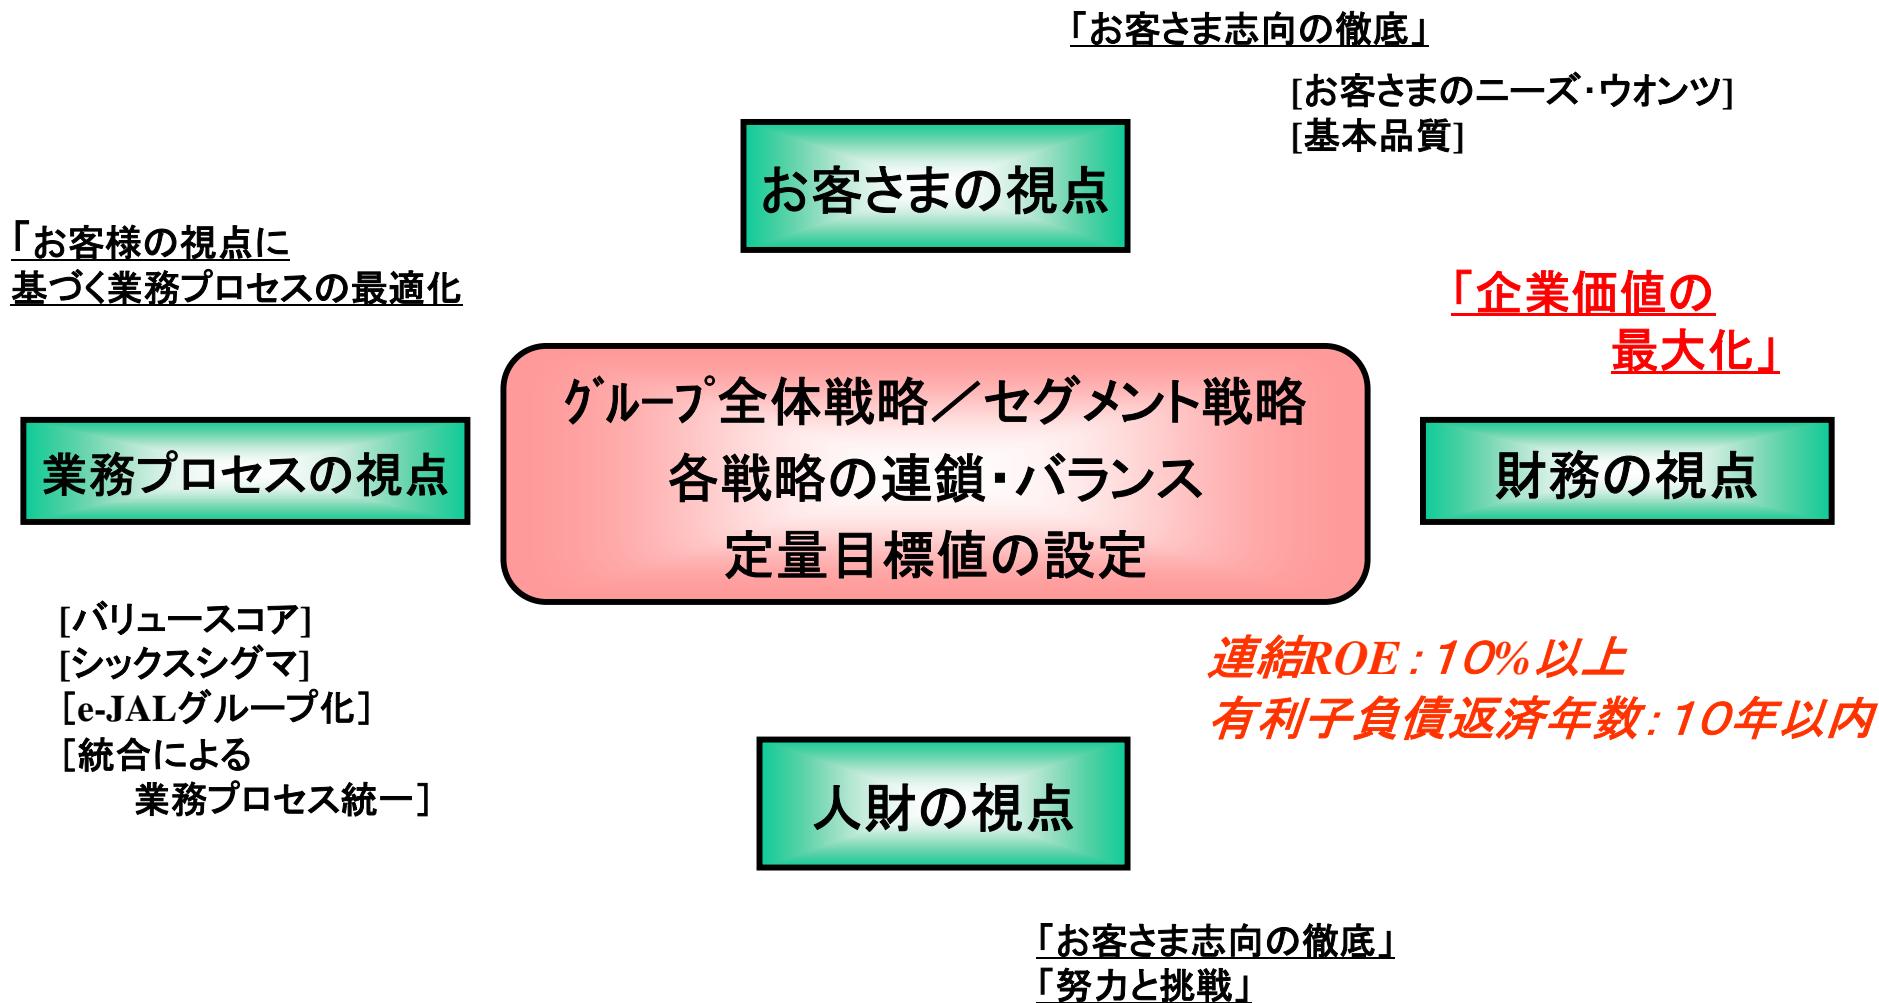 「お客さま志向の徹底」
[お客さまのニーズ・ウオンツ]
[基本品質]
お客さまの視点
「お客様の視点に
基づく業務プロセスの最適化
「企業価値の
最大化」
グループ全体戦略／セグメント戦略
各戦略の連鎖・バランス
定量目標値の設定
業務プロセスの視点
財務の視点
[バリュースコア]
[シックスシグマ]
［e-JALグループ化］
［統合による
業務プロセス統一］
連結ROE：１０%以上
有利子負債返済年数：１０年以内
人財の視点
「お客さま志向の徹底」
「努力と挑戦」